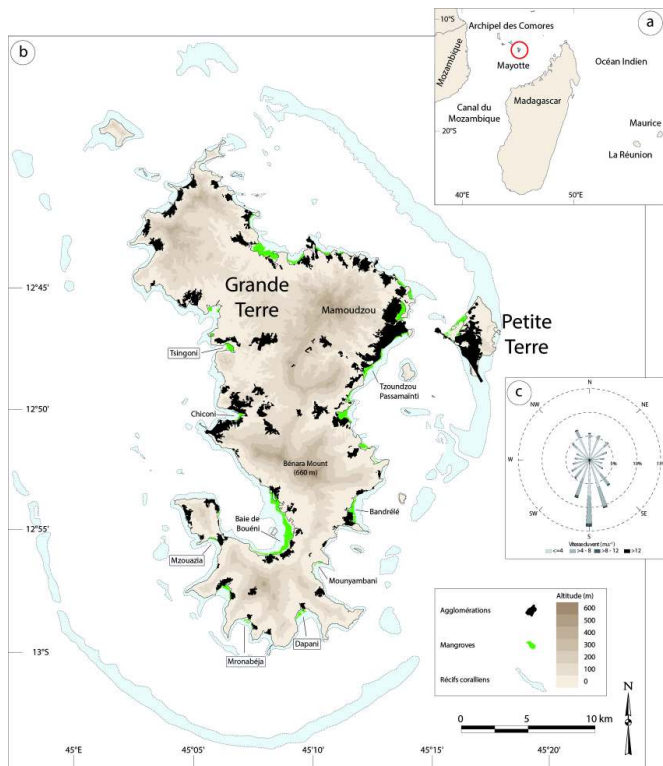 b
a
10°S
Archipel des Comores
Mozambique
Mayotte
Océan Indien
Canal du
Mozambique
Madagascar
20°S
Maurice
La Réunion
40°E
50°E
12°45'
Grande
Terre
Mamoudzou
Petite
Terre
Tsingoni
Tzoundzou
Passamaïnti
12°50'
Chiconi
Bénara Mount
(660 m)
Bandrélé
12°55'
Baie de
Bouéni
Mzouazia
Mounyambani
Dapani
Mronabéja
13°S
c
N
NW
NE
W
5%
10%
15%
SW
SE
S
Vitesse du vent (m.s⁻¹)
<=4
>4 - 8
>8 - 12
>12
Agglomérations
Mangroves
Récifs coralliens
Altitude (m)
600
500
400
300
200
100
0
0
5
10 km
N
45°E
45°05'
45°10'
45°15'
45°20'